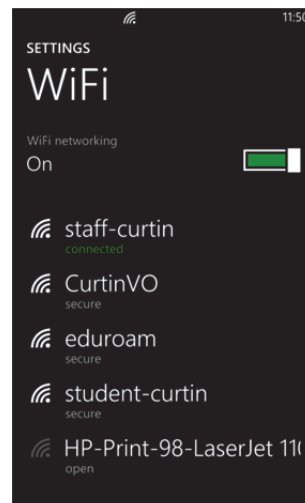 11:50
SETTINGS
WiFi
WiFi networking
On
staff-curtin
connected
CurtinVO
secure
eduroam
secure
student-curtin
secure
HP-Print-98-LaserJet
open